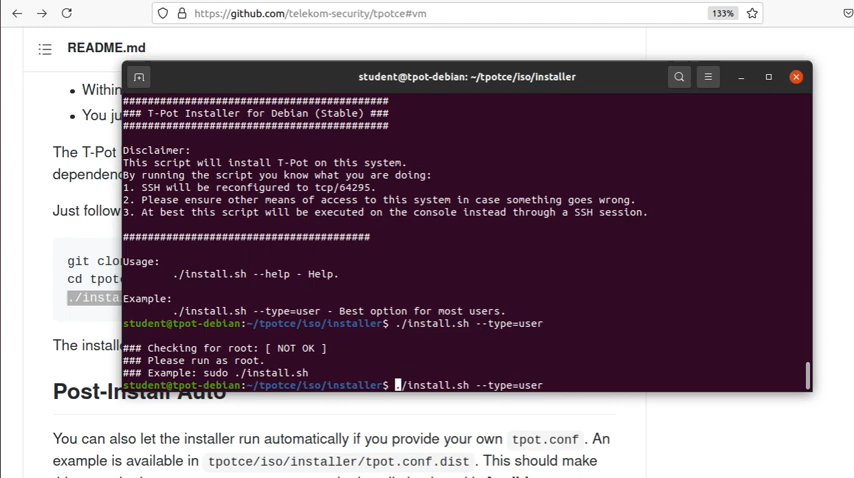 https://github.com/telekom-security/tpotce#vm
133%
README.md
student@tpot-debian: ~/tpotce/iso/installer
• Within
• You ju
The T-Pot
dependenc
Just follow
git clo
cd tpot
./insta
The installe
###########################################
### T-Pot Installer for Debian (Stable) ###
###########################################
Disclaimer:
This script will install T-Pot on this system.
By running the script you know what you are doing:
1. SSH will be reconfigured to tcp/64295.
2. Please ensure other means of access to this system in case something goes wrong.
3. At best this script will be executed on the console instead through a SSH session.
########################################
Usage:
./install.sh --help - Help.
Example:
./install.sh --type=user - Best option for most users.
student@tpot-debian:~/tpotce/iso/installer$ ./install.sh --type=user
### Checking for root: [ NOT OK ]
### Please run as root.
### Example: sudo ./install.sh
student@tpot-debian:~/tpotce/iso/installer$ ./install.sh --type=user
Post-Install Auto
You can also let the installer run automatically if you provide your own tpot.conf . An
example is available in tpotce/iso/installer/tpot.conf.dist . This should make